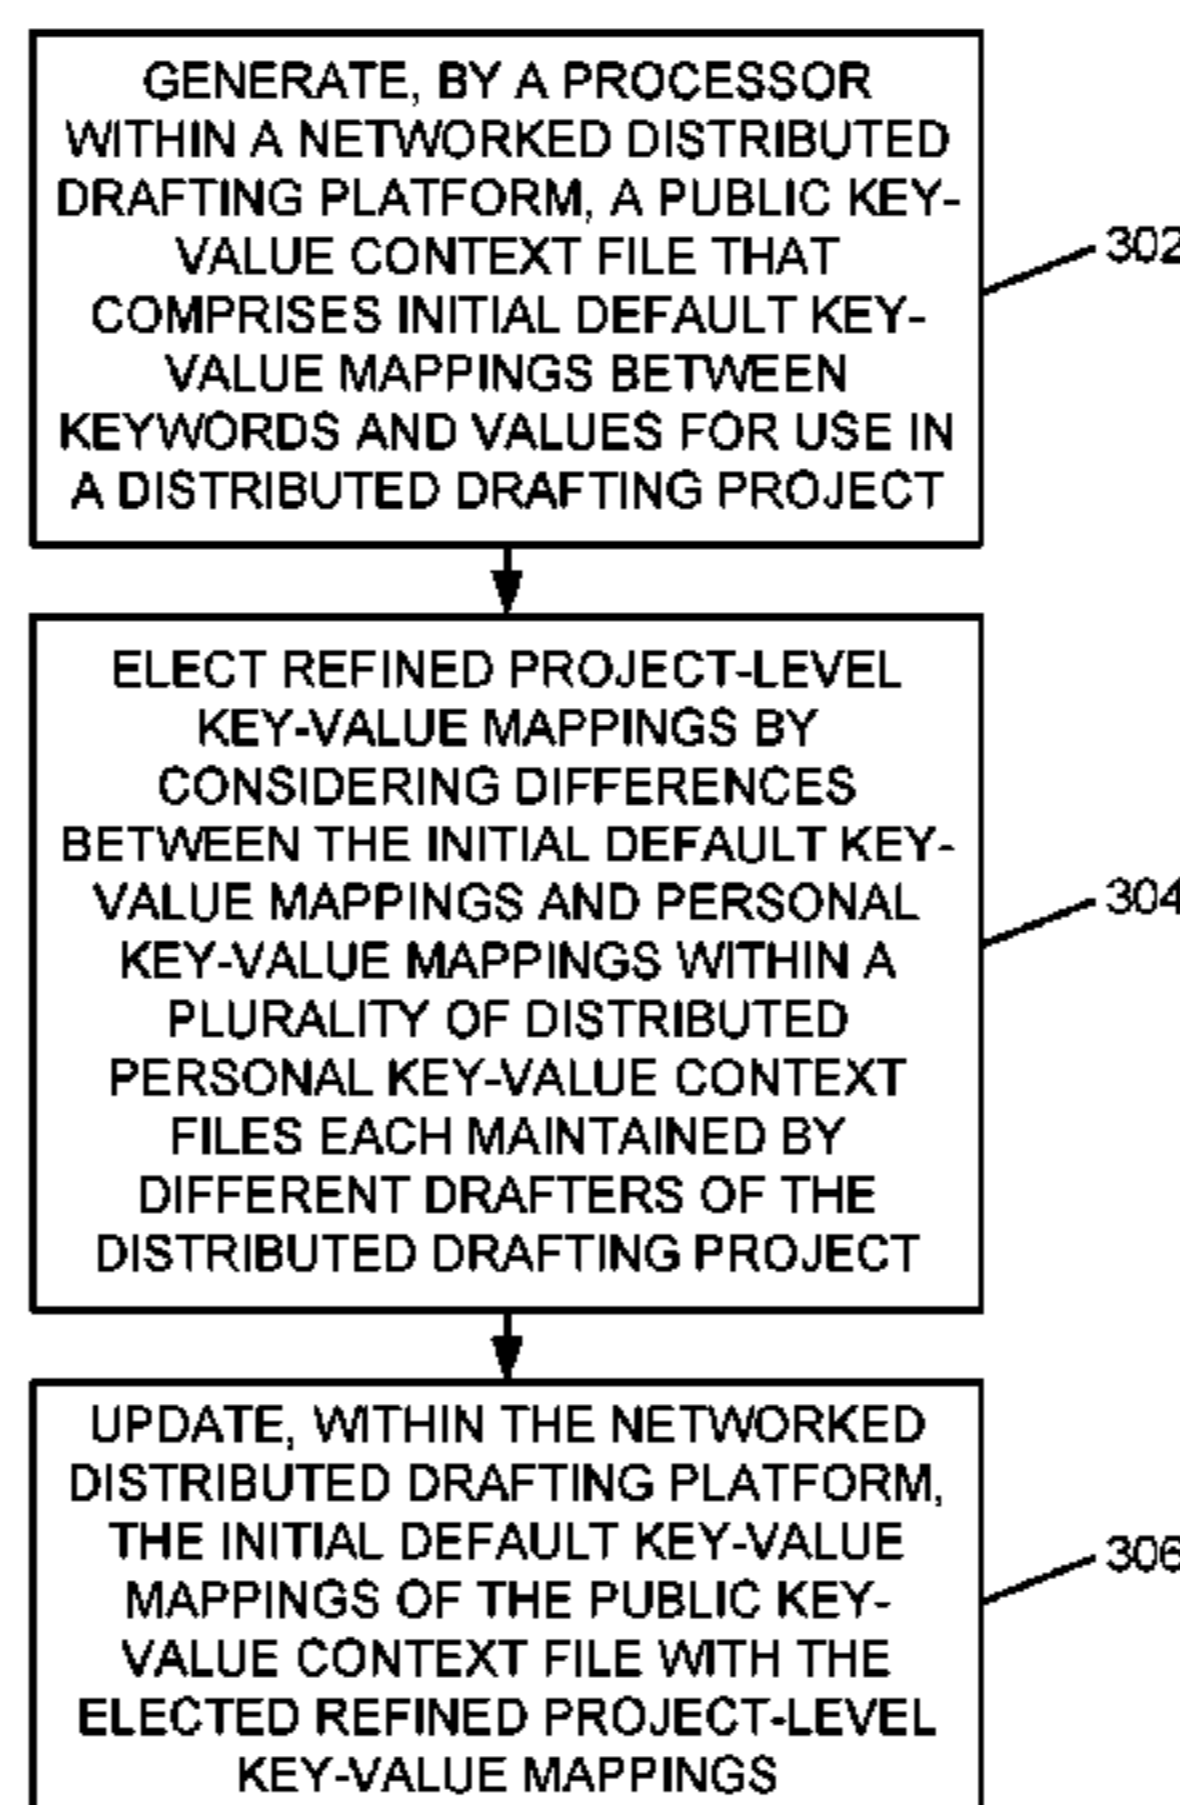 GENERATE, BY A PROCESSOR
WITHIN A NETWORKED DISTRIBUTED
DRAFTING PLATFORM, A PUBLIC KEY-
VALUE CONTEXT FILE THAT
COMPRISES INITIAL DEFAULT KEY-
VALUE MAPPINGS BETWEEN
KEYWORDS AND VALUES FOR USE IN
A DISTRIBUTED DRAFTING PROJECT
302
ELECT REFINED PROJECT-LEVEL
KEY-VALUE MAPPINGS BY
CONSIDERING DIFFERENCES
BETWEEN THE INITIAL DEFAULT KEY-
VALUE MAPPINGS AND PERSONAL
KEY-VALUE MAPPINGS WITHIN A
PLURALITY OF DISTRIBUTED
PERSONAL KEY-VALUE CONTEXT
FILES EACH MAINTAINED BY
DIFFERENT DRAFTERS OF THE
DISTRIBUTED DRAFTING PROJECT
304
UPDATE, WITHIN THE NETWORKED
DISTRIBUTED DRAFTING PLATFORM,
THE INITIAL DEFAULT KEY-VALUE
MAPPINGS OF THE PUBLIC KEY-
VALUE CONTEXT FILE WITH THE
ELECTED REFINED PROJECT-LEVEL
KEY-VALUE MAPPINGS
306